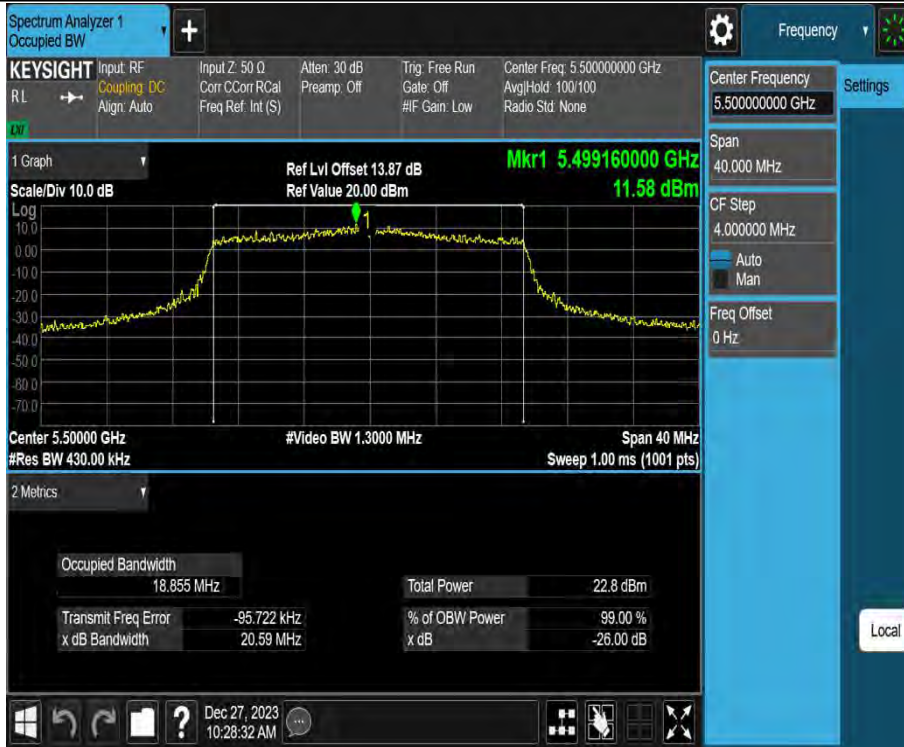 Spectrum Analyzer 1
Occupied BW
+
Frequency
KEYSIGHT
R L
LXI
Input: RF
Coupling: DC
Align: Auto
Input Z: 50 Ω
Corr CCorr RCal
Freq Ref: Int (S)
Atten: 30 dB
Preamp: Off
Trig: Free Run
Gate: Off
#IF Gain: Low
Center Freq: 5.500000000 GHz
Avg|Hold: 100/100
Radio Std: None
Center Frequency
5.500000000 GHz
Settings
Span
40.000 MHz
CF Step
4.000000 MHz
Auto
Man
Freq Offset
0 Hz
1 Graph
Scale/Div 10.0 dB
Ref Lvl Offset 13.87 dB
Ref Value 20.00 dBm
Mkr1 5.499160000 GHz
11.58 dBm
Log
10.0
0.00
-10.0
-20.0
-30.0
-40.0
-50.0
-60.0
-70.0
1
Center 5.50000 GHz
#Video BW 1.3000 MHz
Span 40 MHz
#Res BW 430.00 kHz
Sweep 1.00 ms (1001 pts)
2 Metrics
Occupied Bandwidth
18.855 MHz
Total Power 22.8 dBm
Transmit Freq Error -95.722 kHz
% of OBW Power 99.00 %
x dB Bandwidth 20.59 MHz
x dB -26.00 dB
Local
?
Dec 27, 2023
10:28:32 AM